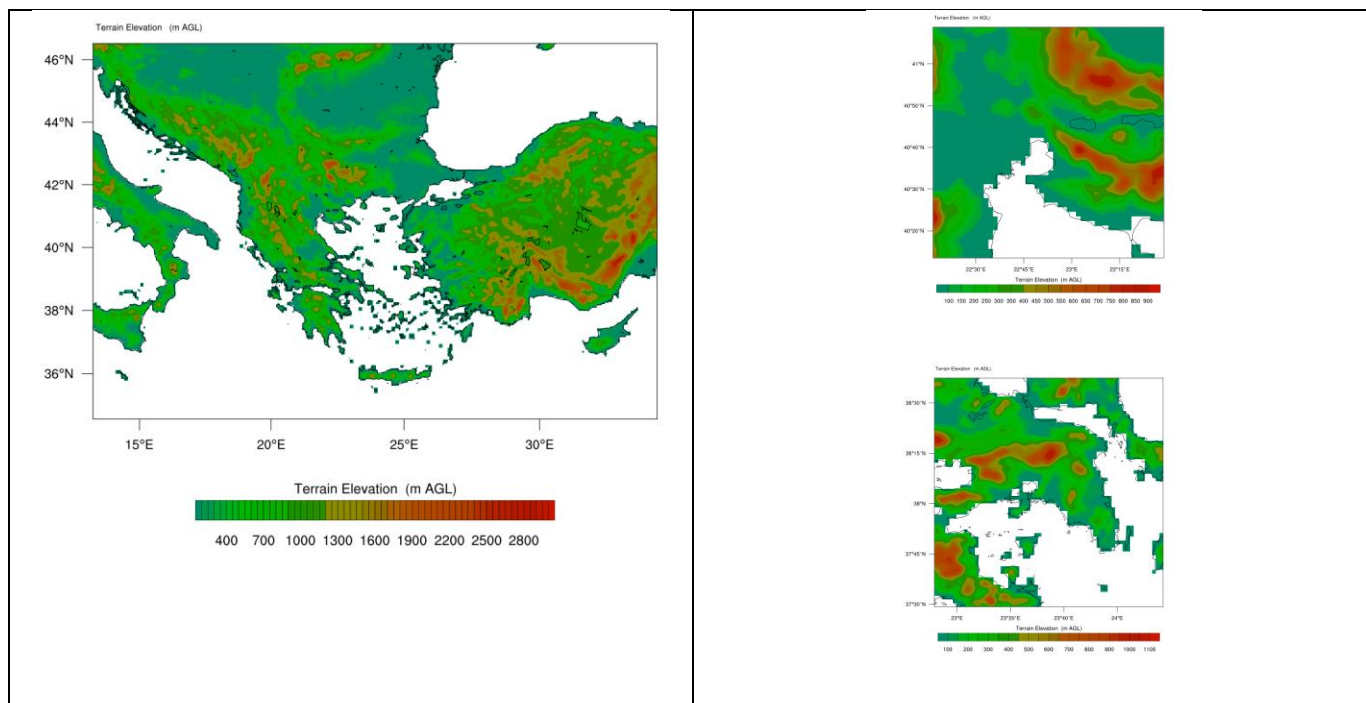 Terrain Elevation (m AGL)
46°N
44°N
42°N
40°N
38°N
36°N
15°E 20°E 25°E 30°E
Terrain Elevation (m AGL)
400 700 1000 1300 1600 1900 2200 2500 2800
Terrain Elevation (m AGL)
41°N
40°50'N
40°40'N
40°30'N
40°20'N
22°30'E 22°45'E 23°E 23°15'E
Terrain Elevation (m AGL)
100 150 200 250 300 350 400 450 500 550 600 650 700 750 800 850 900
Terrain Elevation (m AGL)
38°30'N
38°15'N
38°N
37°45'N
37°30'N
23°E 23°20'E 23°40'E 24°E
Terrain Elevation (m AGL)
100 200 300 400 500 600 700 800 900 1000 1100